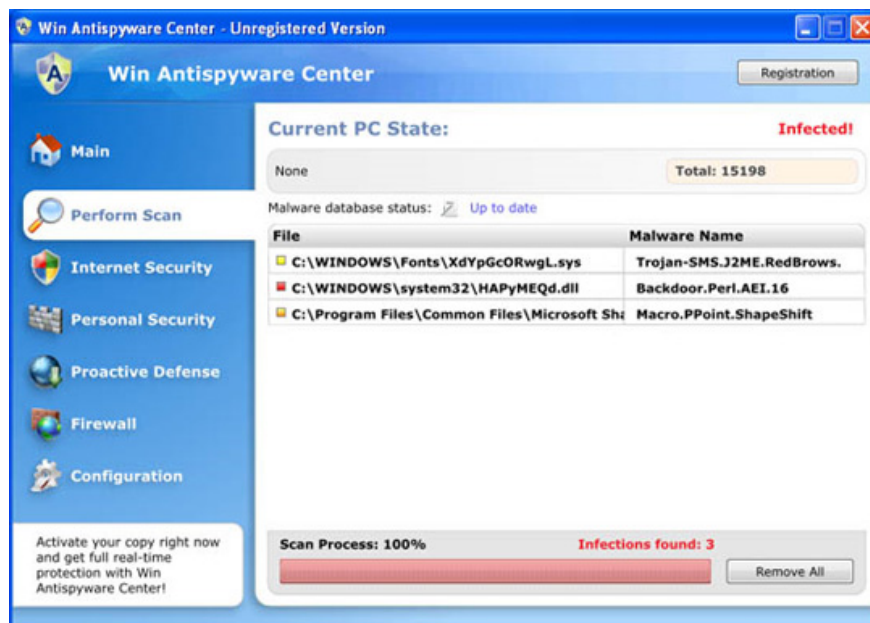 Win Antispyware Center - Unregistered Version
Win Antispyware Center
Registration
Main
Perform Scan
Internet Security
Personal Security
Proactive Defense
Firewall
Configuration
Activate your copy right now
and get full real-time
protection with Win
Antispyware Center!
Current PC State:
Infected!
None
Total: 15198
Malware database status: Up to date
File Malware Name
C:\WINDOWS\Fonts\XdYpGcORwgL.sys Trojan-SMS.J2ME.RedBrows.
C:\WINDOWS\system32\HAPyMEQd.dll Backdoor.Perl.AEI.16
C:\Program Files\Common Files\Microsoft Sha Macro.PPoint.ShapeShift
Scan Process: 100% Infections found: 3
Remove All